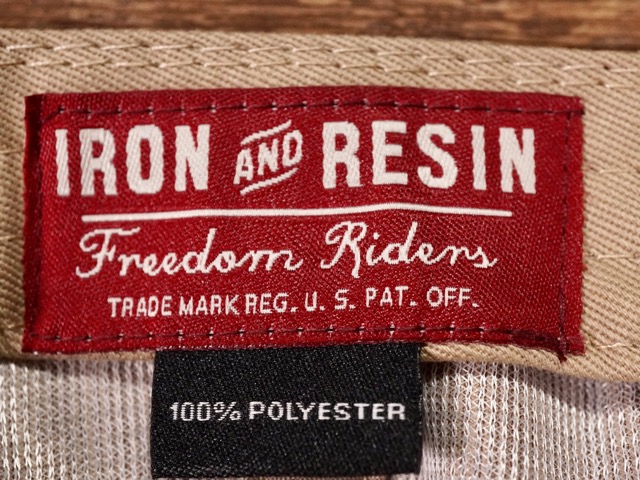 IRON AND RESIN
Freedom Riders
TRADE MARK REG. U. S. PAT. OFF.
100% POLYESTER